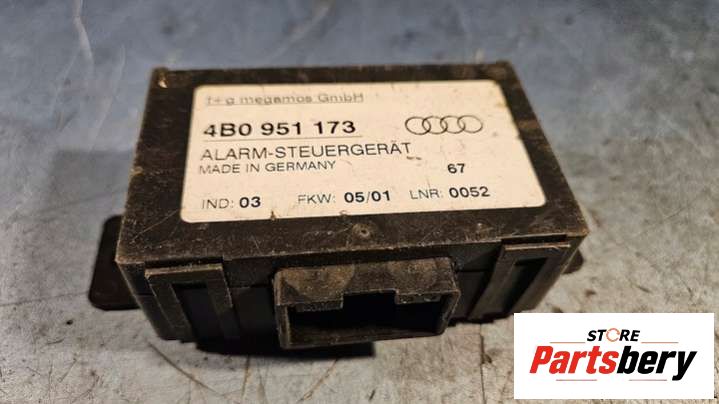 f+g megamos GmbH
4B0 951 173
ALARM-STEUERGERÄT
MADE IN GERMANY 67
IND: 03 FKW: 05/01 LNR: 0052
STORE
Partsbery